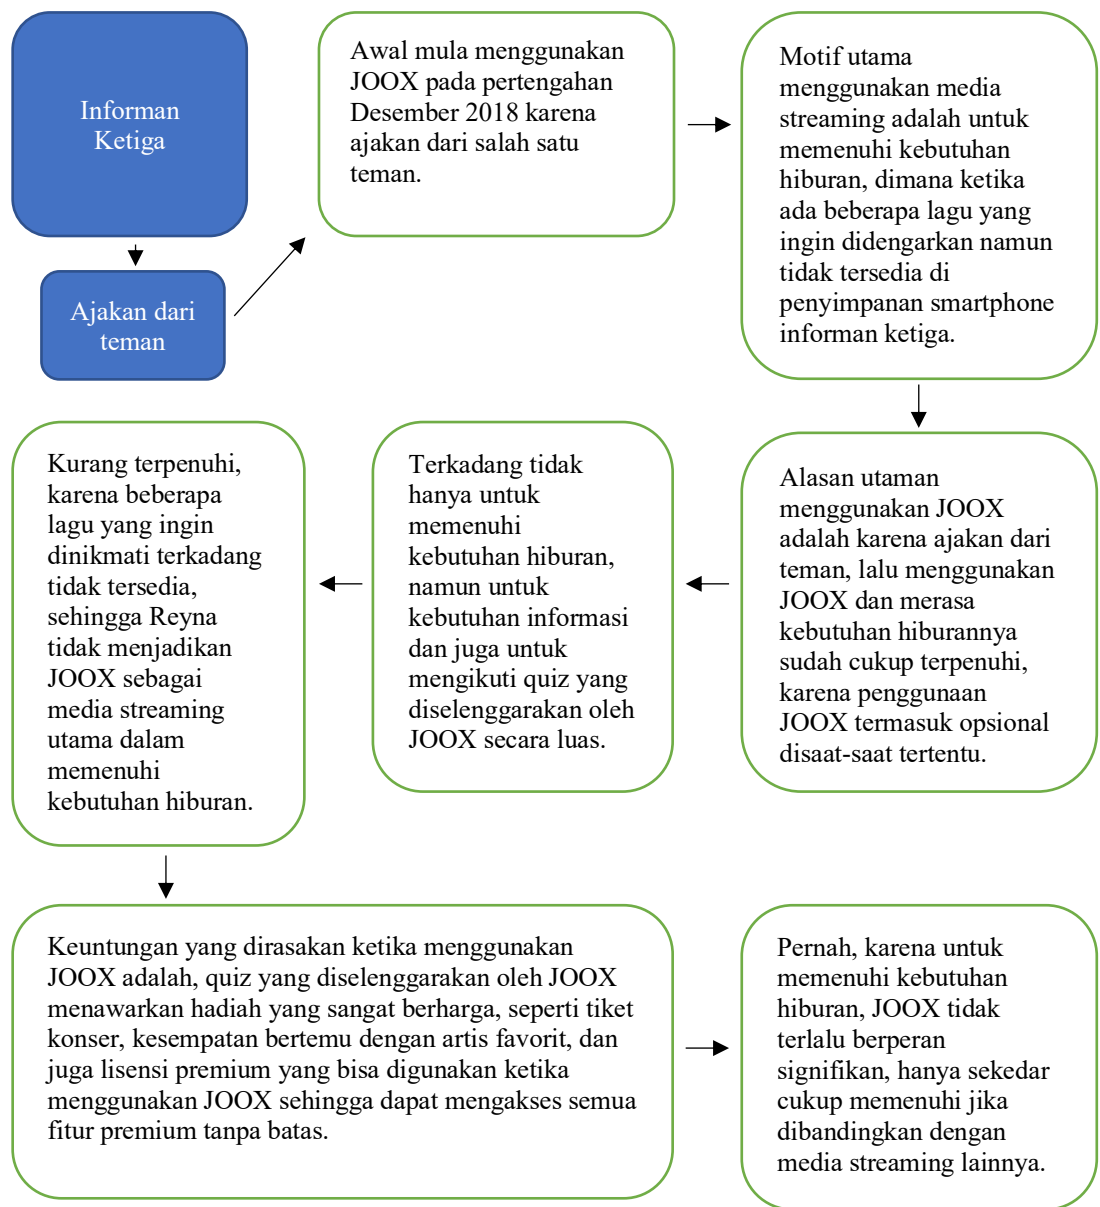 Informan
Ketiga
Ajakan dari
teman
Awal mula menggunakan
JOOX pada pertengahan
Desember 2018 karena
ajakan dari salah satu
teman.
Motif utama
menggunakan media
streaming adalah untuk
memenuhi kebutuhan
hiburan, dimana ketika
ada beberapa lagu yang
ingin didengarkan namun
tidak tersedia di
penyimpanan smartphone
informan ketiga.
Alasan utaman
menggunakan JOOX
adalah karena ajakan dari
teman, lalu menggunakan
JOOX dan merasa
kebutuhan hiburannya
sudah cukup terpenuhi,
karena penggunaan
JOOX termasuk opsional
disaat-saat tertentu.
Terkadang tidak
hanya untuk
memenuhi
kebutuhan hiburan,
namun untuk
kebutuhan informasi
dan juga untuk
mengikuti quiz yang
diselenggarakan oleh
JOOX secara luas.
Kurang terpenuhi,
karena beberapa
lagu yang ingin
dinikmati terkadang
tidak tersedia,
sehingga Reyna
tidak menjadikan
JOOX sebagai
media streaming
utama dalam
memenuhi
kebutuhan hiburan.
Keuntungan yang dirasakan ketika menggunakan
JOOX adalah, quiz yang diselenggarakan oleh JOOX
menawarkan hadiah yang sangat berharga, seperti tiket
konser, kesempatan bertemu dengan artis favorit, dan
juga lisensi premium yang bisa digunakan ketika
menggunakan JOOX sehingga dapat mengakses semua
fitur premium tanpa batas.
Pernah, karena untuk
memenuhi kebutuhan
hiburan, JOOX tidak
terlalu berperan
signifikan, hanya sekedar
cukup memenuhi jika
dibandingkan dengan
media streaming lainnya.